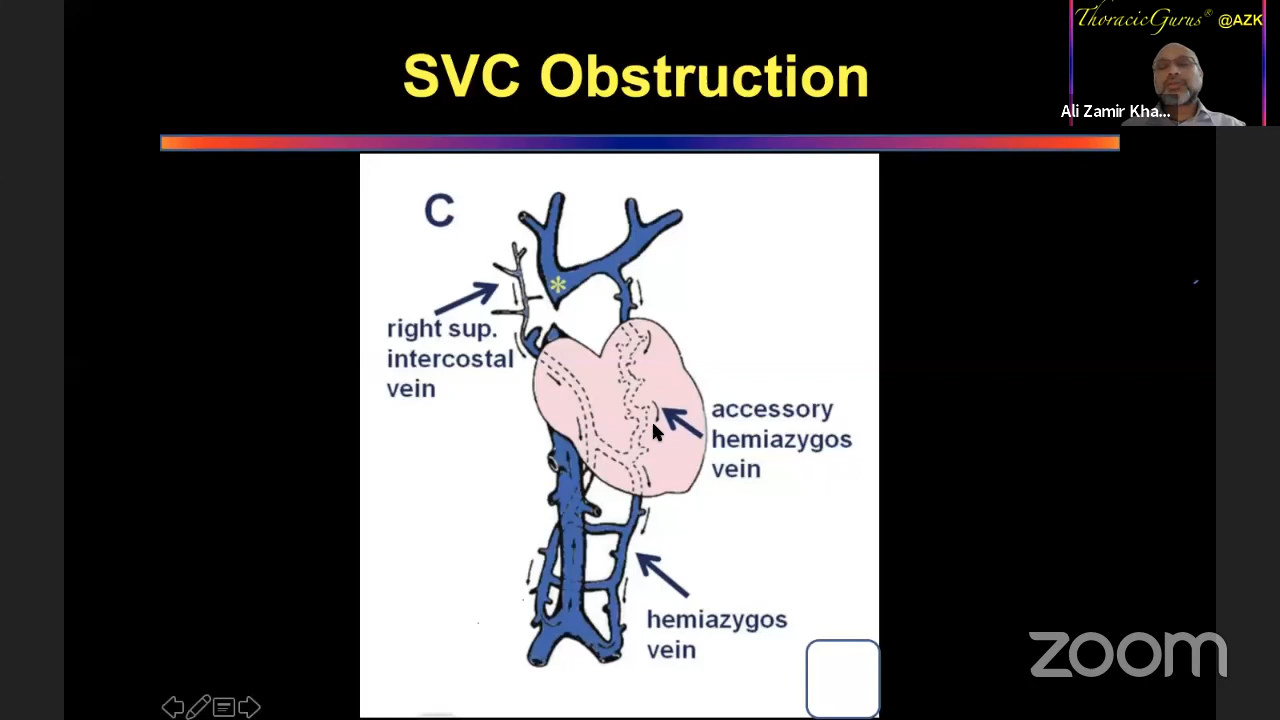 ThoracicGurus® @AZK
SVC Obstruction
Ali Zamir Kha...
C
*
right sup.
intercostal
vein
accessory
hemiazygos
vein
hemiazygos
vein
zoom